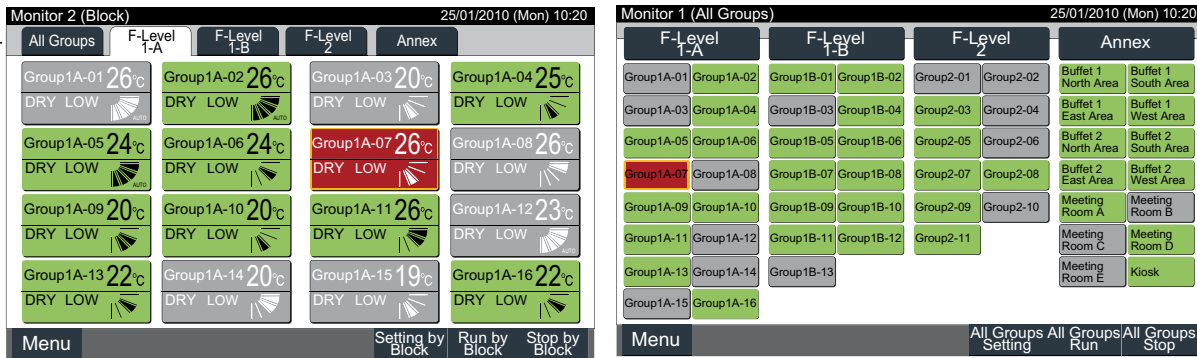 Monitor 2 (Block) 25/01/2010 (Mon) 10:20
All Groups F-Level 1-A F-Level 1-B F-Level 2 Annex
Group1A-01 26°C Group1A-02 26°C Group1A-03 20°C Group1A-04 25°C
DRY LOW AUTO DRY LOW AUTO DRY LOW DRY LOW
Group1A-05 24°C Group1A-06 24°C Group1A-07 26°C Group1A-08 26°C
DRY LOW AUTO DRY LOW DRY LOW DRY LOW
Group1A-09 20°C Group1A-10 20°C Group1A-11 26°C Group1A-12 23°C
DRY LOW DRY LOW DRY LOW DRY LOW AUTO
Group1A-13 22°C Group1A-14 20°C Group1A-15 19°C Group1A-16 22°C
DRY LOW DRY LOW DRY LOW DRY LOW
Menu Setting by Block Run by Block Stop by Block
Monitor 1 (All Groups) 25/01/2010 (Mon) 10:20
F-Level 1-A F-Level 1-B F-Level 2 Annex
Group1A-01 Group1A-02 Group1B-01 Group1B-02 Group2-01 Group2-02 Buffet 1 North Area Buffet 1 South Area
Group1A-03 Group1A-04 Group1B-03 Group1B-04 Group2-03 Group2-04 Buffet 1 East Area Buffet 1 West Area
Group1A-05 Group1A-06 Group1B-05 Group1B-06 Group2-05 Group2-06 Buffet 2 North Area Buffet 2 South Area
Group1A-07 Group1A-08 Group1B-07 Group1B-08 Group2-07 Group2-08 Buffet 2 East Area Buffet 2 West Area
Group1A-09 Group1A-10 Group1B-09 Group1B-10 Group2-09 Group2-10 Meeting Room A Meeting Room B
Group1A-11 Group1A-12 Group1B-11 Group1B-12 Group2-11 Meeting Room C Meeting Room D
Group1A-13 Group1A-14 Group1B-13 Meeting Room E Kiosk
Group1A-15 Group1A-16
Menu All Groups Setting All Groups Run All Groups Stop